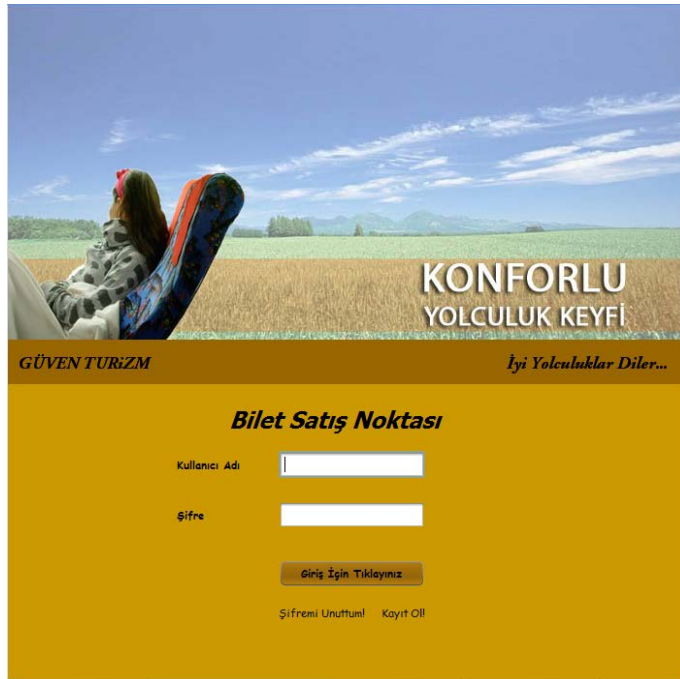 KONFORLU
YOLCULUK KEYFİ
GÜVEN TURiZM İyi Yolculuklar Diler...
Bilet Satış Noktası
Kullanıcı Adı
Şifre
Giriş İçin Tıklayınız
Şifremi Unuttum! Kayıt Ol!